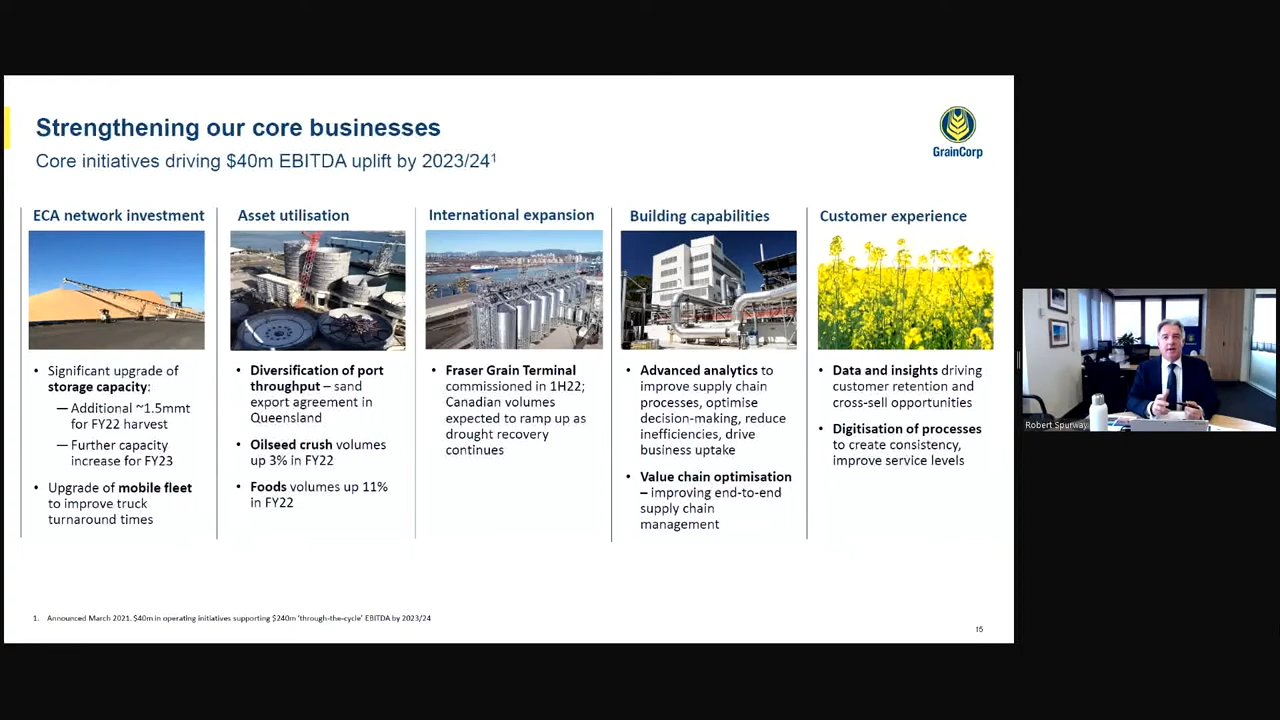 Strengthening our core businesses
Core initiatives driving $40m EBITDA uplift by 2023/24¹
GrainCorp
ECA network investment
• Significant upgrade of
storage capacity:
— Additional ~1.5mmt
for FY22 harvest
— Further capacity
increase for FY23
• Upgrade of mobile fleet
to improve truck
turnaround times
Asset utilisation
• Diversification of port
throughput – sand
export agreement in
Queensland
• Oilseed crush volumes
up 3% in FY22
• Foods volumes up 11%
in FY22
International expansion
• Fraser Grain Terminal
commissioned in 1H22;
Canadian volumes
expected to ramp up as
drought recovery
continues
Building capabilities
• Advanced analytics to
improve supply chain
processes, optimise
decision-making, reduce
inefficiencies, drive
business uptake
• Value chain optimisation
– improving end-to-end
supply chain
management
Customer experience
• Data and insights driving
customer retention and
cross-sell opportunities
• Digitisation of processes
to create consistency,
improve service levels
Robert Spurway
1. Announced March 2021. $40m in operating initiatives supporting $240m 'through-the-cycle' EBITDA by 2023/24
15